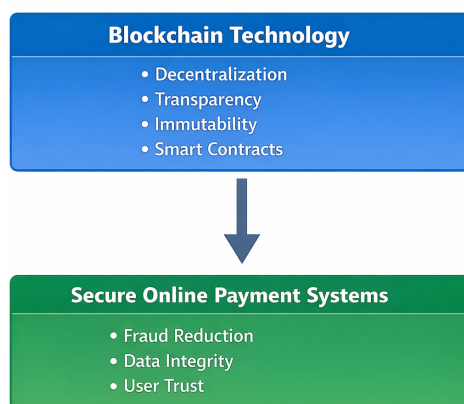 Blockchain Technology
• Decentralization
• Transparency
• Immutability
• Smart Contracts
Secure Online Payment Systems
• Fraud Reduction
• Data Integrity
• User Trust